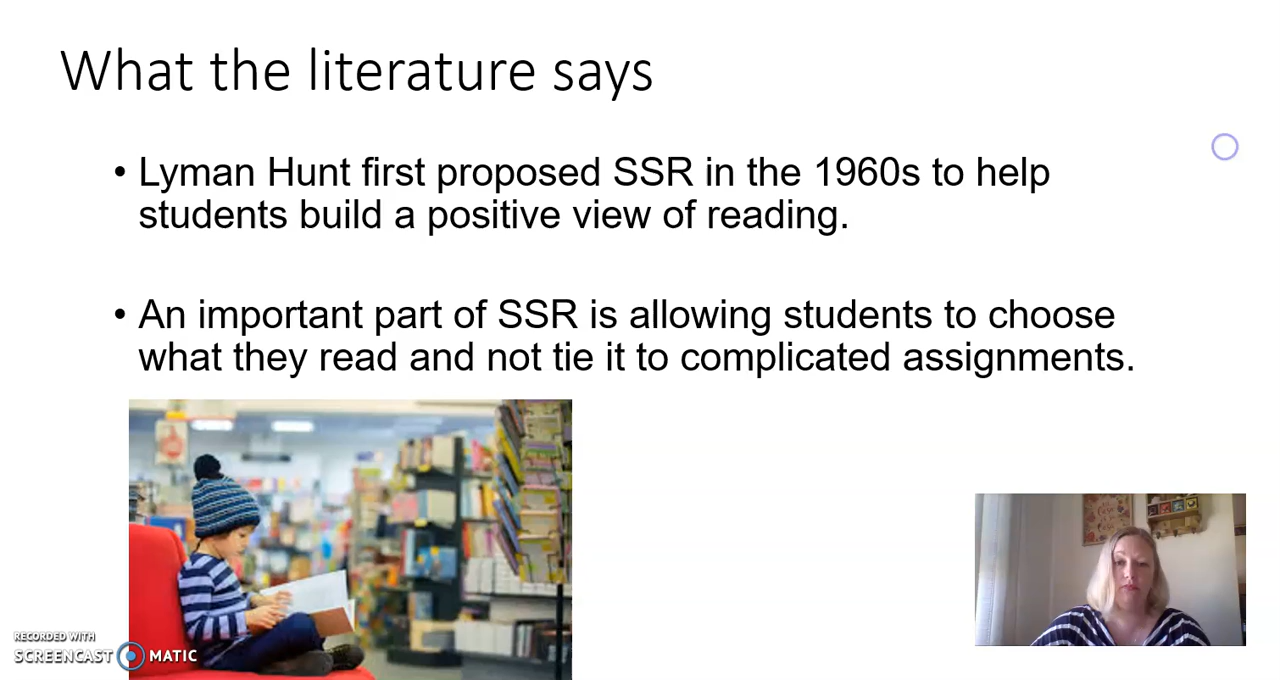 What the literature says
• Lyman Hunt first proposed SSR in the 1960s to help
students build a positive view of reading.
• An important part of SSR is allowing students to choose
what they read and not tie it to complicated assignments.
RECORDED WITH
SCREENCAST MATIC